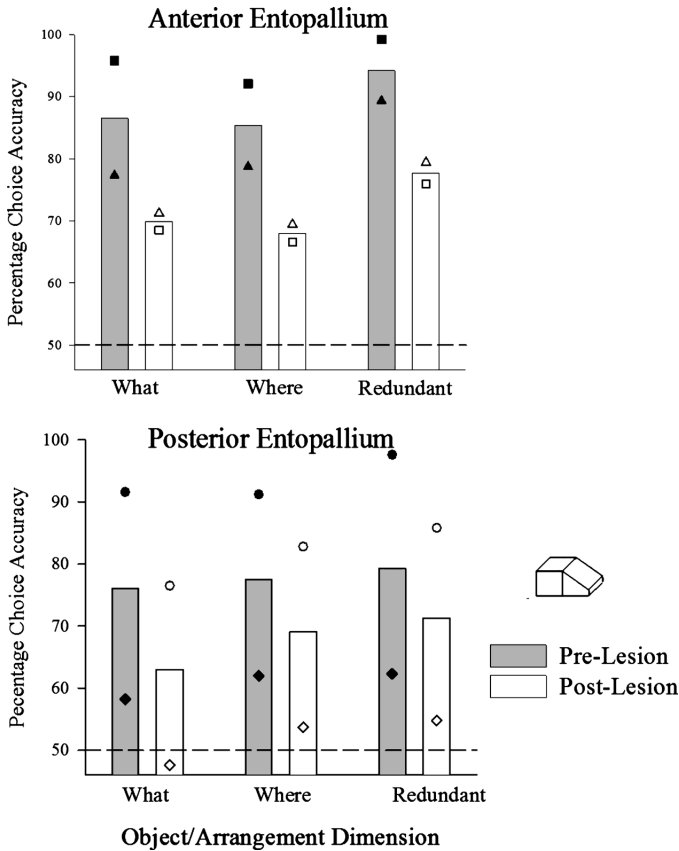 Anterior Entopallium
Percentage Choice Accuracy
100
90
80
70
60
50
What Where Redundant
Posterior Entopallium
Pecentage Choice Accuracy
100
90
80
70
60
50
What Where Redundant
Pre-Lesion
Post-Lesion
Object/Arrangement Dimension